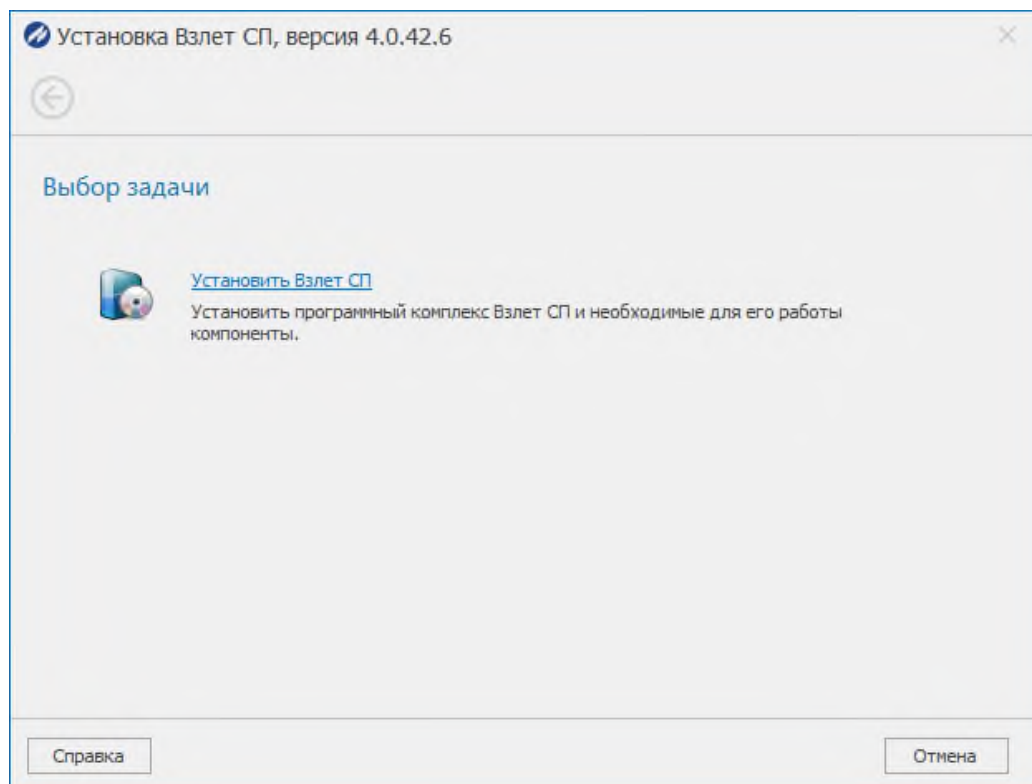 Установка Взлет СП, версия 4.0.42.6
Выбор задачи
Установить Взлет СП
Установить программный комплекс Взлет СП и необходимые для его работы
компоненты.
Справка
Отмена